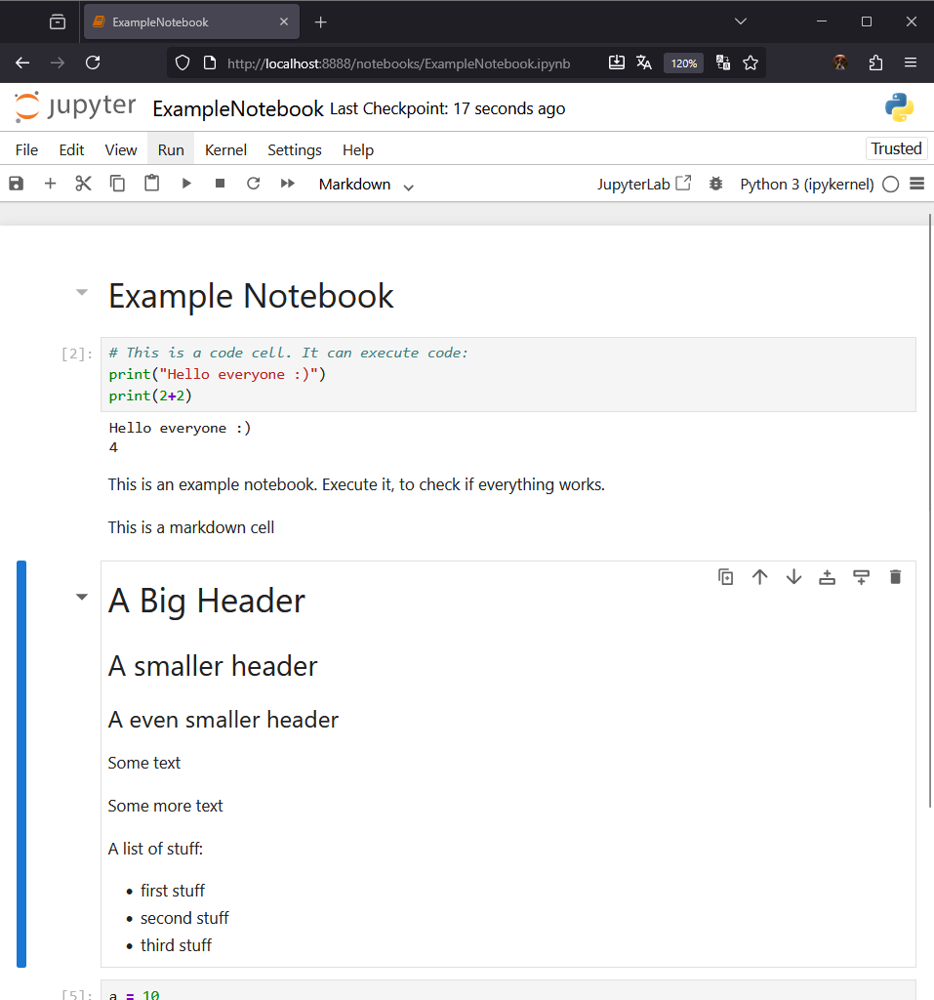 ExampleNotebook
http://localhost:8888/notebooks/ExampleNotebook.ipynb
120%
jupyter ExampleNotebook Last Checkpoint: 17 seconds ago
File Edit View Run Kernel Settings Help Trusted
Markdown JupyterLab Python 3 (ipykernel)
Example Notebook
[2]: # This is a code cell. It can execute code:
print("Hello everyone :)")
print(2+2)
Hello everyone :)
4
This is an example notebook. Execute it, to check if everything works.
This is a markdown cell
A Big Header
A smaller header
A even smaller header
Some text
Some more text
A list of stuff:
• first stuff
• second stuff
• third stuff
[5]: a = 10